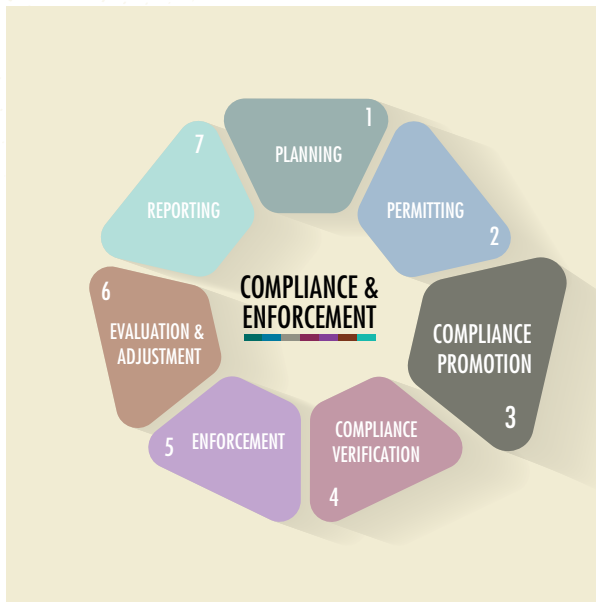 1
PLANNING
PERMITTING
2
COMPLIANCE
PROMOTION
3
COMPLIANCE
VERIFICATION
4
5 ENFORCEMENT
6
EVALUATION &
ADJUSTMENT
7
REPORTING
COMPLIANCE &
ENFORCEMENT